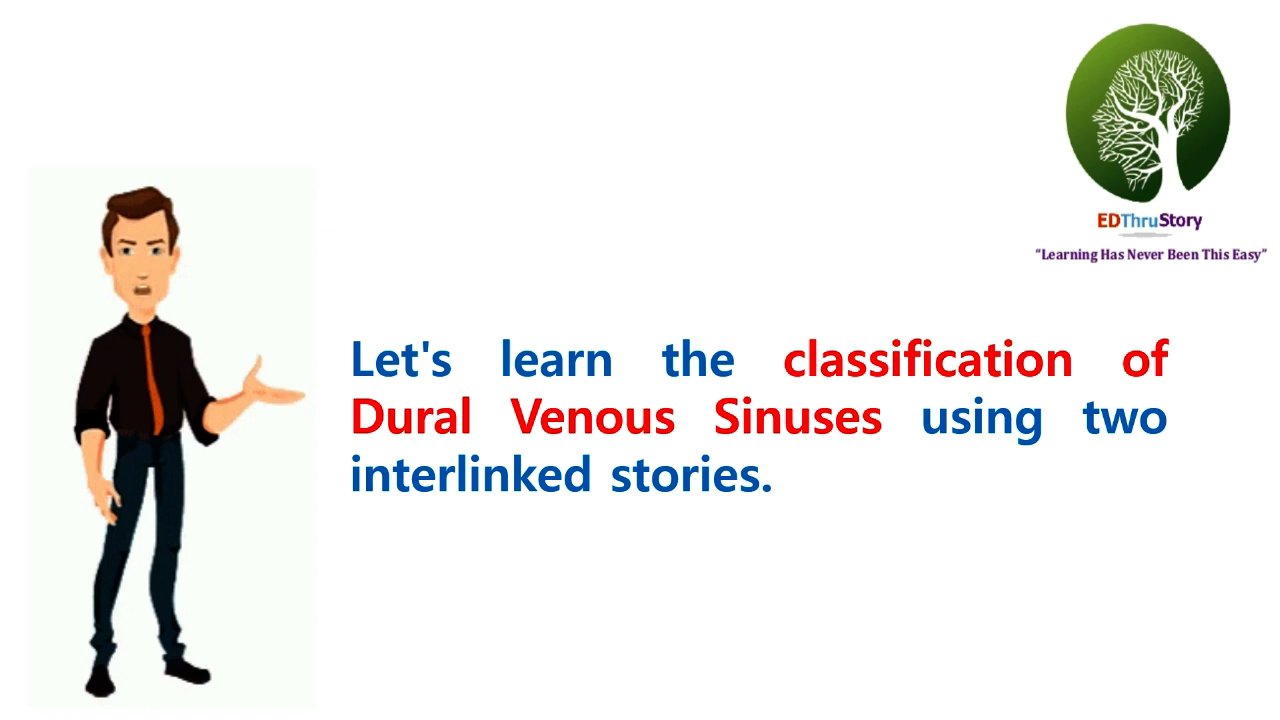 EDThruStory
“Learning Has Never Been This Easy”
Let's learn the classification of
Dural Venous Sinuses using two
interlinked stories.